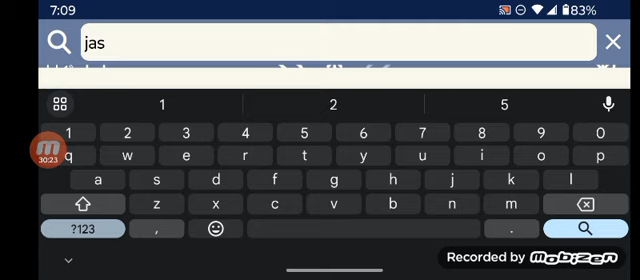 7:09 83%
jas
1 2 5
1 2 3 4 5 6 7 8 9 0
q w e r t y u i o p
30:23
a s d f g h j k l
z x c v b n m
?123 , .
Recorded by Mobizen